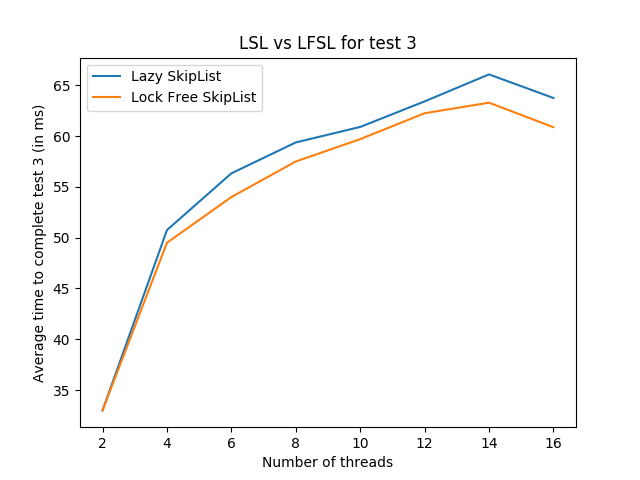 LSL vs LFSL for test 3
Lazy SkipList
Lock Free SkipList
Average time to complete test 3 (in ms)
65
60
55
50
45
40
35
2 4 6 8 10 12 14 16
Number of threads